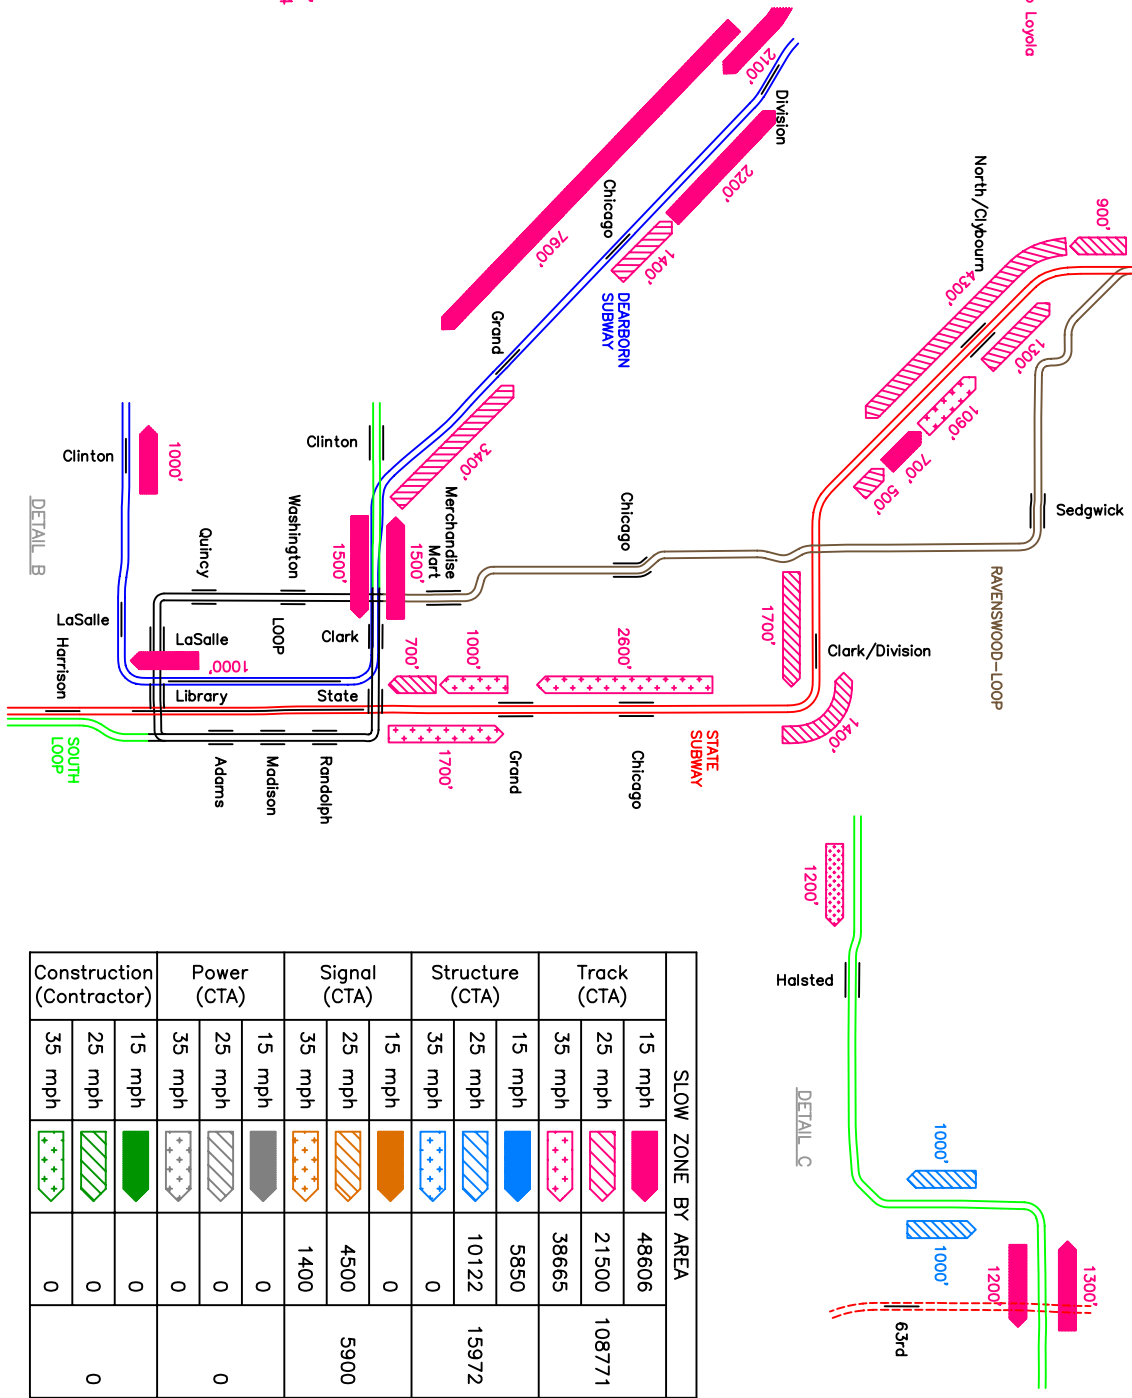 Loyola
2100'
Division
2200'
7600'
Chicago
1400'
DEARBORN
SUBWAY
Grand
3400'
900'
North/Clybourn
4300'
1300'
1090'
700'
500'
Sedgwick
RAVENSWOOD-LOOP
Clinton
1000'
Clinton
DETAIL B
Quincy
Washington
Merchandise
Mart
1500'
1500'
Chicago
LaSalle
LaSalle
LOOP
Clark
1000'
Harrison
Library
State
700'
1000'
2600'
1700'
Clark/Division
1400'
SOUTH
LOOP
Adams
Madison
Randolph
1700'
Grand
Chicago
STATE
SUBWAY
1200'
Halsted
DETAIL C
1000'
1000'
1200'
1300'
63rd
SLOW ZONE BY AREA
Track
(CTA)
15 mph 48606
25 mph 21500
35 mph 38665
108771
Structure
(CTA)
15 mph 5850
25 mph 10122
35 mph 0
15972
Signal
(CTA)
15 mph 0
25 mph 4500
35 mph 1400
5900
Power
(CTA)
15 mph 0
25 mph 0
35 mph 0
0
Construction
(Contractor)
15 mph 0
25 mph 0
35 mph 0
0